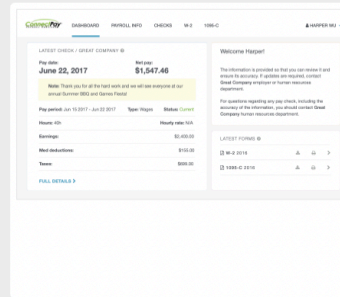 ConnectPay DASHBOARD PAYROLL INFO CHECKS W-2 1095-C HARPER WU
LATEST CHECK / GREAT COMPANY
Pay date: Net pay:
June 22, 2017 $1,547.46
Note: Thank you for all the hard work and we will see everyone at our
annual Summer BBQ and Games Fiesta!
Pay period: Jun 15 2017 - Jun 22 2017 Pay type: Wages Status: Current
Hours: 40h Hourly rate: N/A
Earnings: $2,400.00
Med deductions:
Taxes:
FULL DETAILS
Welcome Harper!
The information is provided so that you can review it and
ensure its accuracy. If updates are required, contact
Great Company employer or human resources
department.
For questions regarding any pay check, including the
accuracy of the information, you should contact Great
Company human resources department.
LATEST FORMS
W-2 2016
1095-C 2016